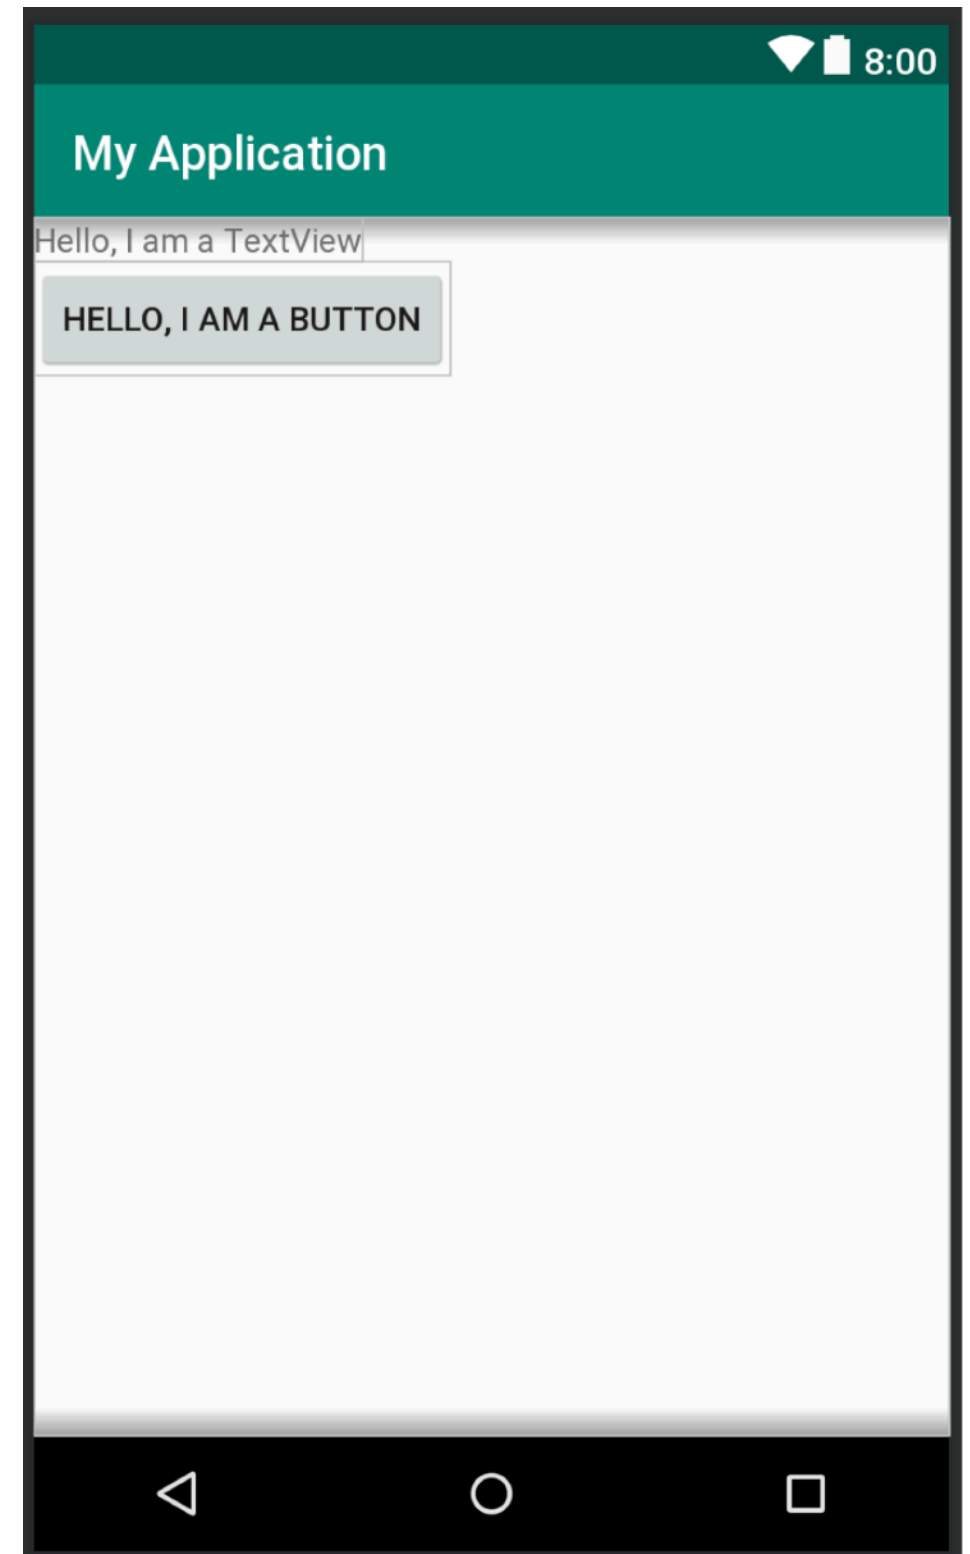 8:00
My Application
Hello, I am a TextView
HELLO, I AM A BUTTON